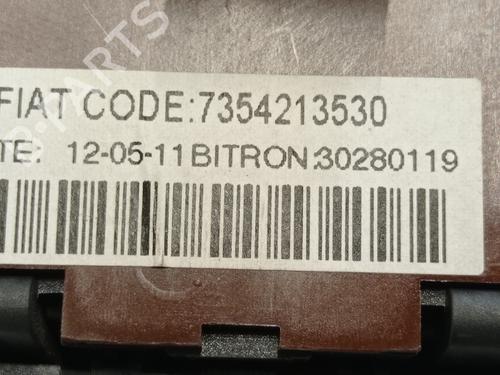 FIAT CODE:7354213530
TE: 12-05-11 BITRON:30280119